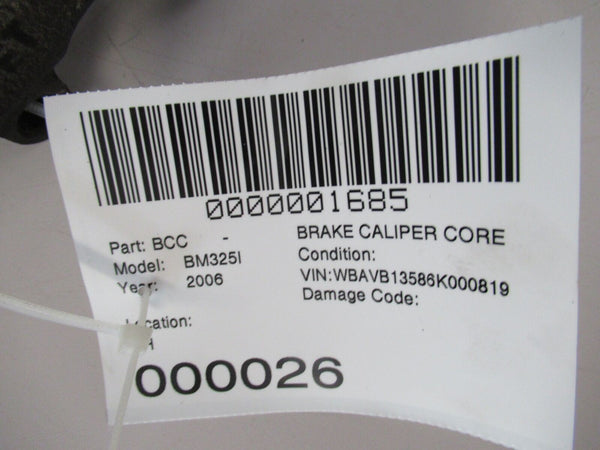 0000001685
Part: BCC - BRAKE CALIPER CORE
Model: BM325I Condition:
Year: 2006 VIN:WBAVB13586K000819
Damage Code:
Location:
000026